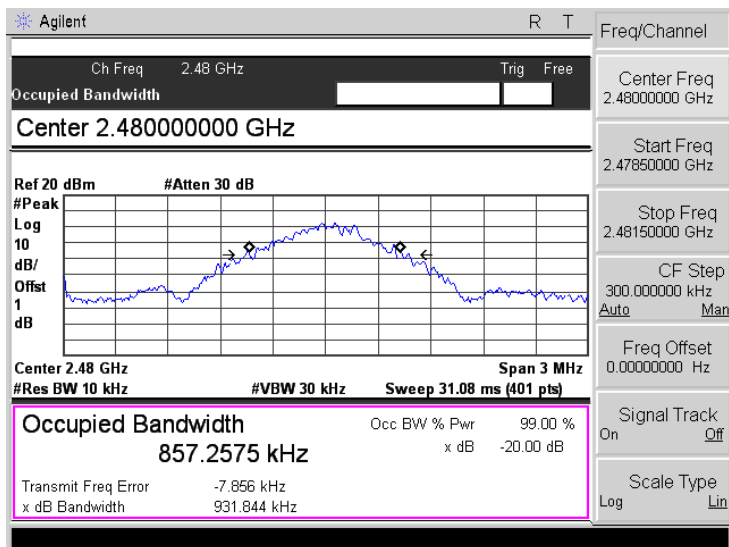 Agilent R T
Ch Freq 2.48 GHz Trig Free
Occupied Bandwidth
Center 2.480000000 GHz
Ref 20 dBm #Atten 30 dB
#Peak
Log
10
dB/
Offst
1
dB
Center 2.48 GHz Span 3 MHz
#Res BW 10 kHz #VBW 30 kHz Sweep 31.08 ms (401 pts)
Occupied Bandwidth Occ BW % Pwr 99.00 %
857.2575 kHz x dB -20.00 dB
Transmit Freq Error -7.856 kHz
x dB Bandwidth 931.844 kHz
Freq/Channel
Center Freq
2.48000000 GHz
Start Freq
2.47850000 GHz
Stop Freq
2.48150000 GHz
CF Step
300.000000 kHz
Auto Man
Freq Offset
0.00000000 Hz
Signal Track
On Off
Scale Type
Log Lin